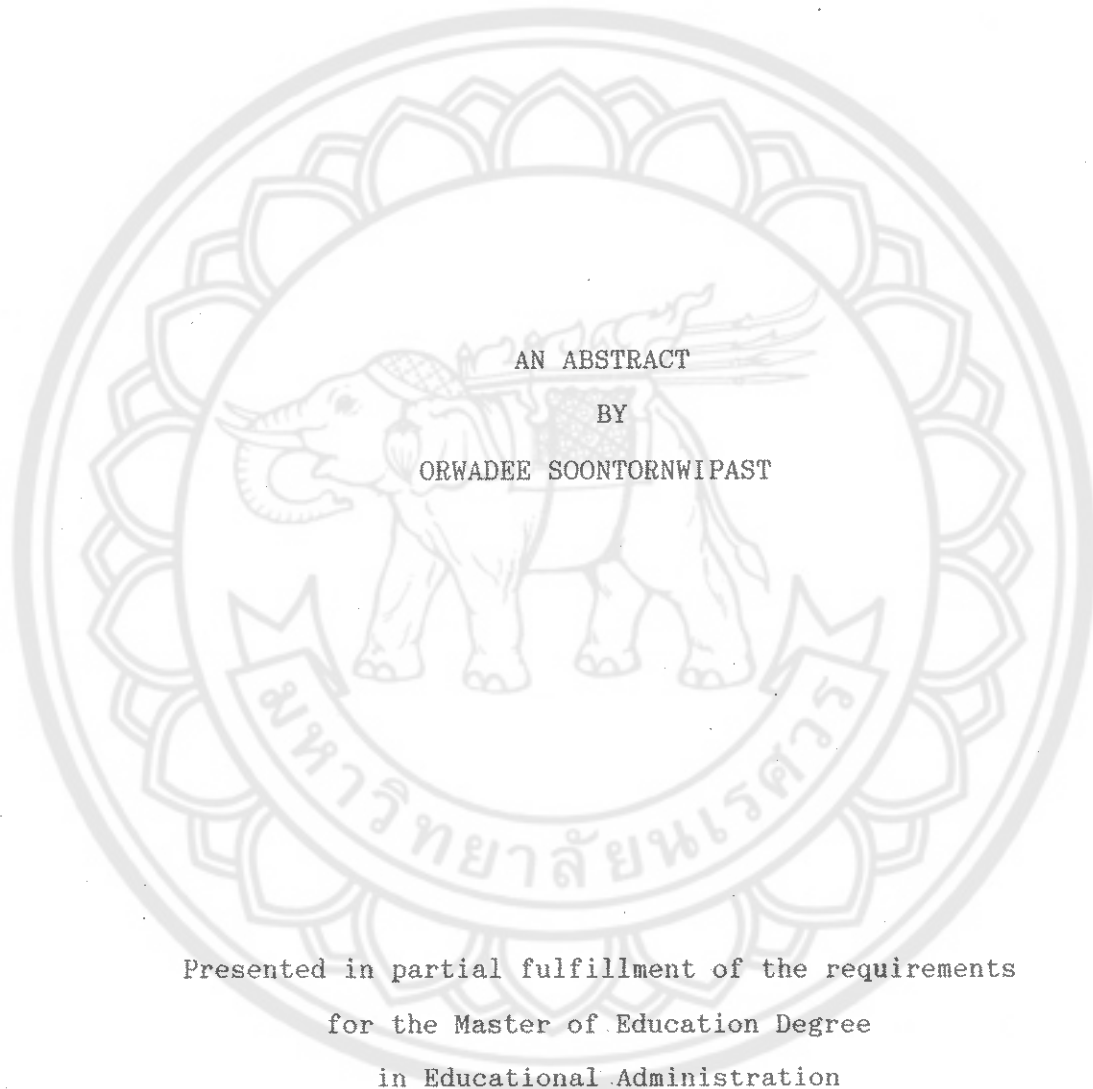 AN ABSTRACT
BY
ORWADEE SOONTORNWIPAST
มหาวิทยาลัยนเรศวร
Presented in partial fulfillment of the requirements
for the Master of Education Degree
in Educational Administration